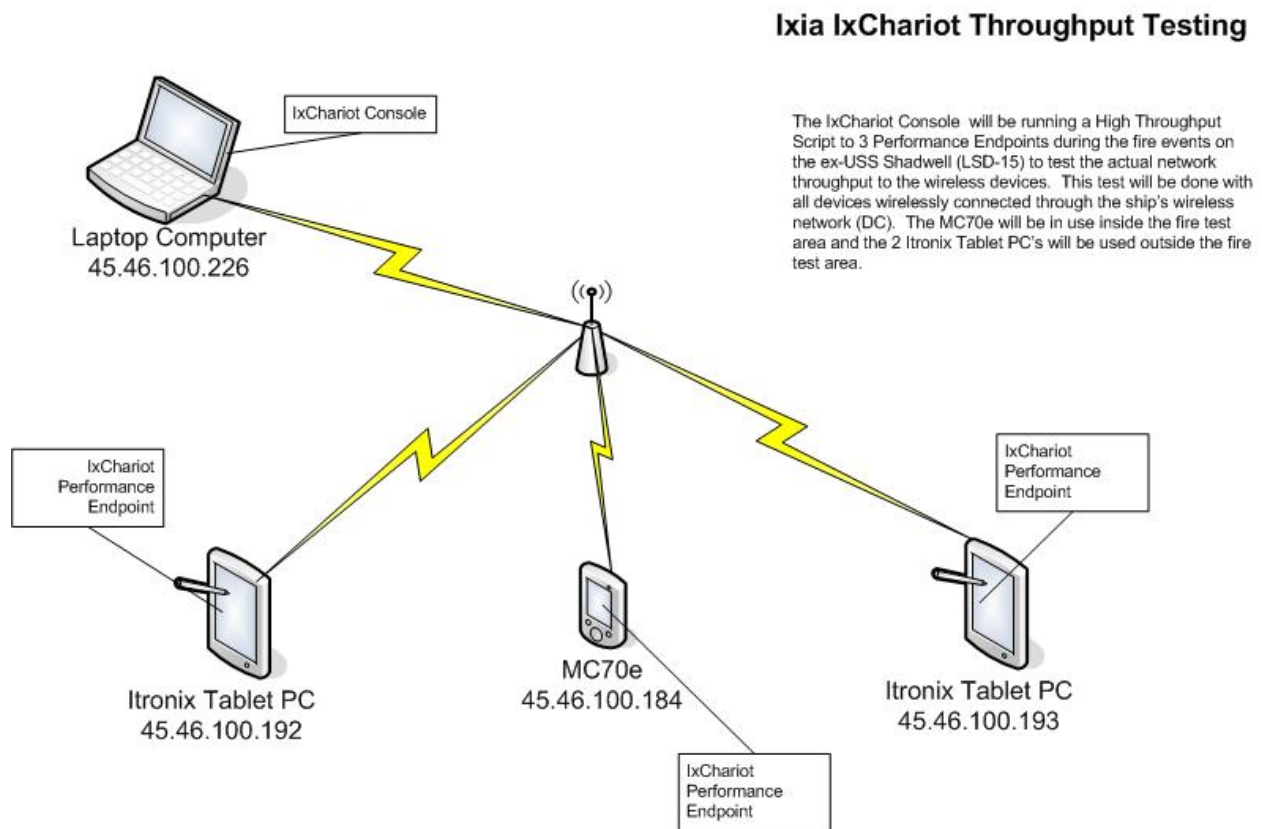 Ixia IxChariot Throughput Testing
IxChariot Console
The IxChariot Console  will be running a High Throughput
Script to 3 Performance Endpoints during the fire events on
the ex-USS Shadwell (LSD-15) to test the actual network
throughput to the wireless devices.  This test will be done with
all devices wirelessly connected through the ship's wireless
network (DC).  The MC70e will be in use inside the fire test
area and the 2 Itronix Tablet PC's will be used outside the fire
test area.
Laptop Computer
45.46.100.226
IxChariot
Performance
Endpoint
IxChariot
Performance
Endpoint
Itronix Tablet PC
45.46.100.192
MC70e
45.46.100.184
Itronix Tablet PC
45.46.100.193
IxChariot
Performance
Endpoint